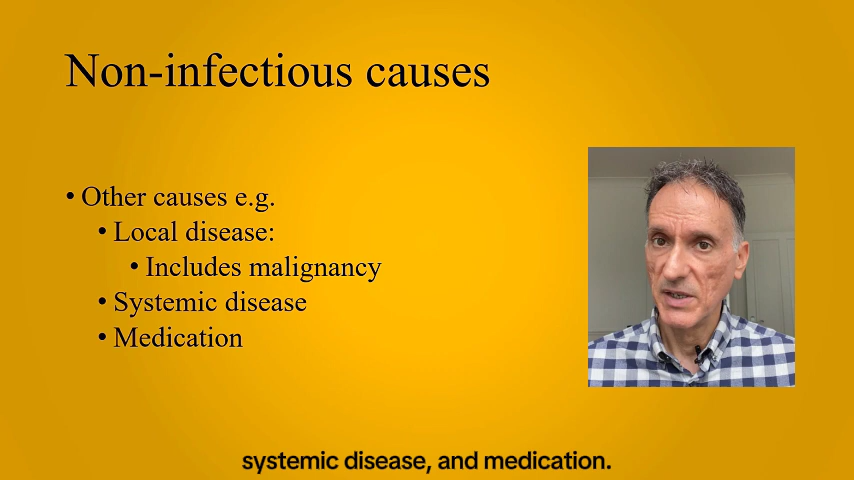 Non-infectious causes
• Other causes e.g.
• Local disease:
• Includes malignancy
• Systemic disease
• Medication
systemic disease, and medication.